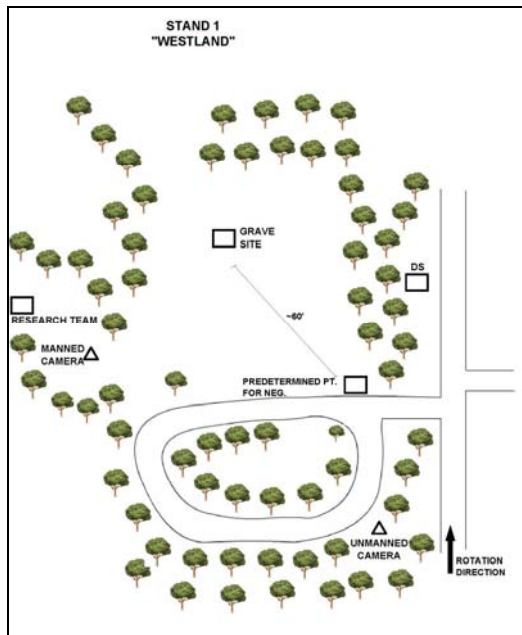 STAND 1
"WESTLAND"
GRAVE
SITE
DS
~60'
RESEARCH TEAM
MANNED
CAMERA
PREDETERMINED PT.
FOR NEG.
UNMANNED
CAMERA
ROTATION
DIRECTION